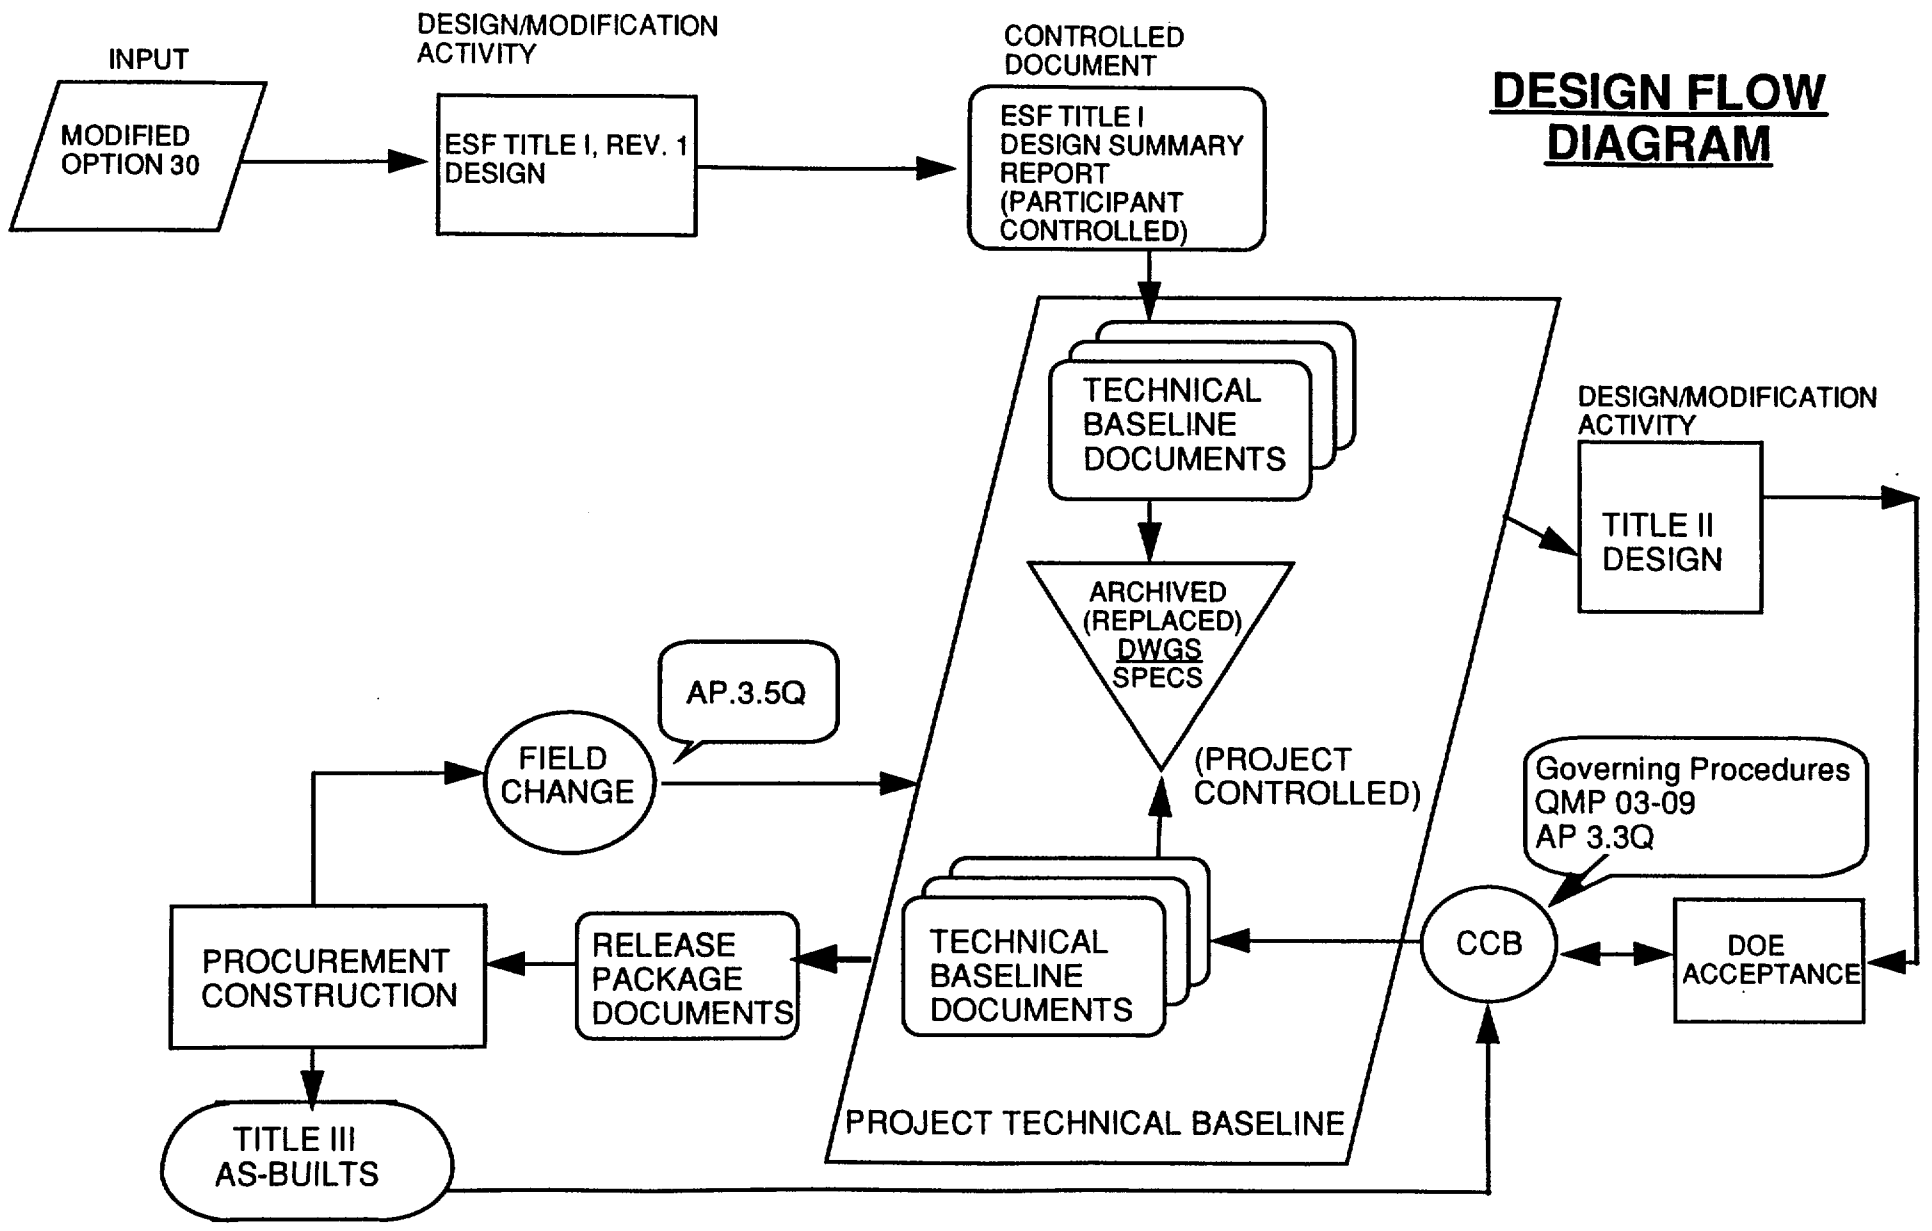 DESIGN FLOW
DIAGRAM
INPUT
MODIFIED
OPTION 30
DESIGN/MODIFICATION
ACTIVITY
ESF TITLE I, REV. 1
DESIGN
CONTROLLED
DOCUMENT
ESF TITLE I
DESIGN SUMMARY
REPORT
(PARTICIPANT
CONTROLLED)
TECHNICAL
BASELINE
DOCUMENTS
ARCHIVED
(REPLACED)
DWGS
SPECS
(PROJECT
CONTROLLED)
DESIGN/MODIFICATION
ACTIVITY
TITLE II
DESIGN
AP.3.5Q
FIELD
CHANGE
Governing Procedures
QMP 03-09
AP 3.3Q
CCB
DOE
ACCEPTANCE
TECHNICAL
BASELINE
DOCUMENTS
RELEASE
PACKAGE
DOCUMENTS
PROCUREMENT
CONSTRUCTION
PROJECT TECHNICAL BASELINE
TITLE III
AS-BUILTS